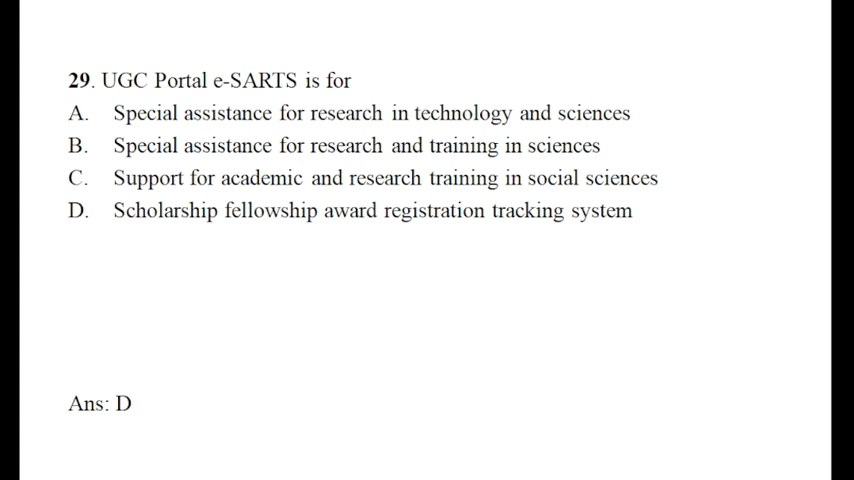 29. UGC Portal e-SARTS is for
A. Special assistance for research in technology and sciences
B. Special assistance for research and training in sciences
C. Support for academic and research training in social sciences
D. Scholarship fellowship award registration tracking system
Ans: D